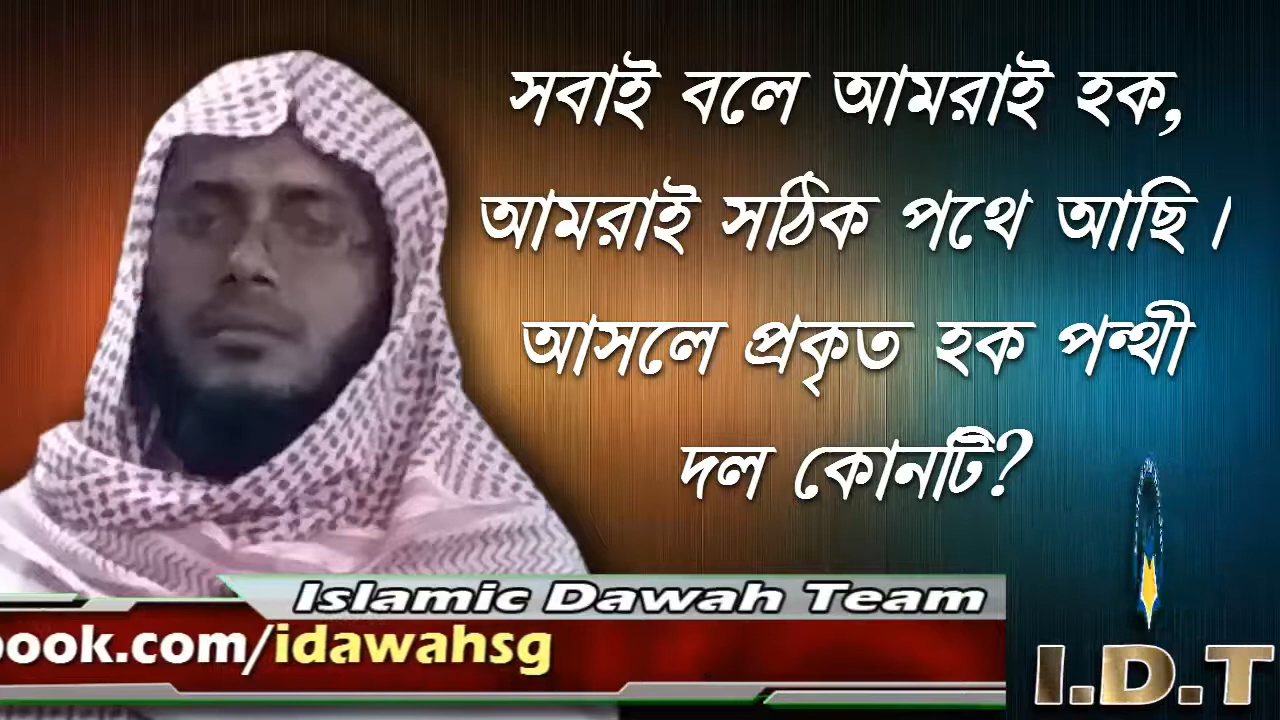 সবাই বলে আমরাই হক,
আমরাই সঠিক পথে আছি।
আসলে প্রকৃত হক পন্থী
দল কোনটি?
Islamic Dawah Team
book.com/idawahsg
I.D.T